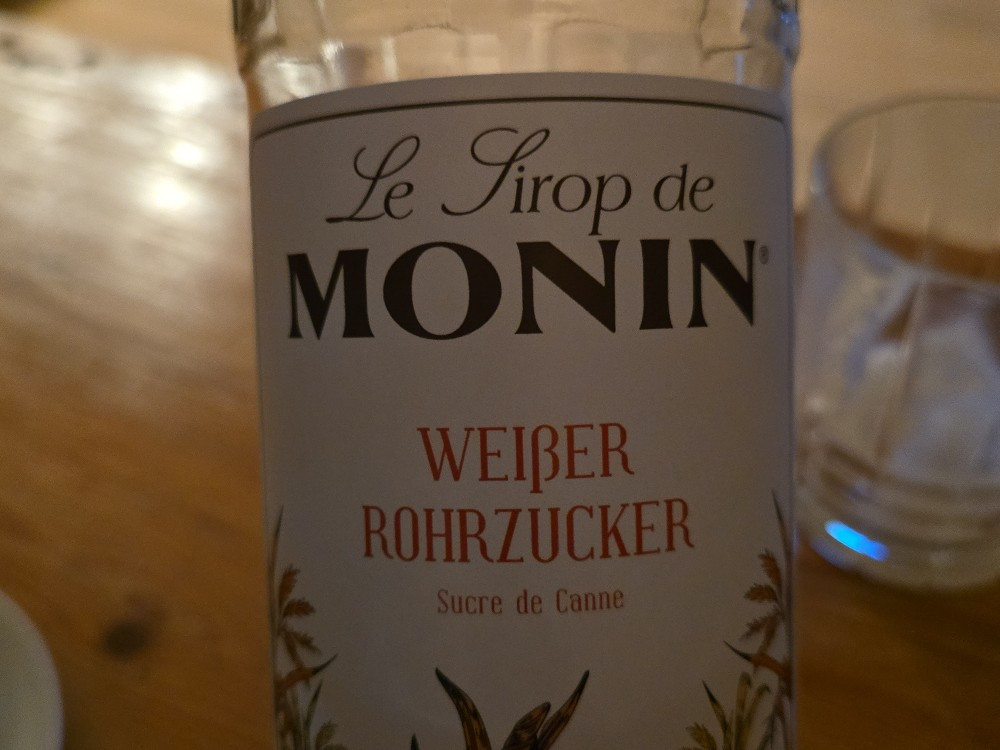 Le Sirop de
MONIN®
WEIßER
ROHRZUCKER
Sucre de Canne